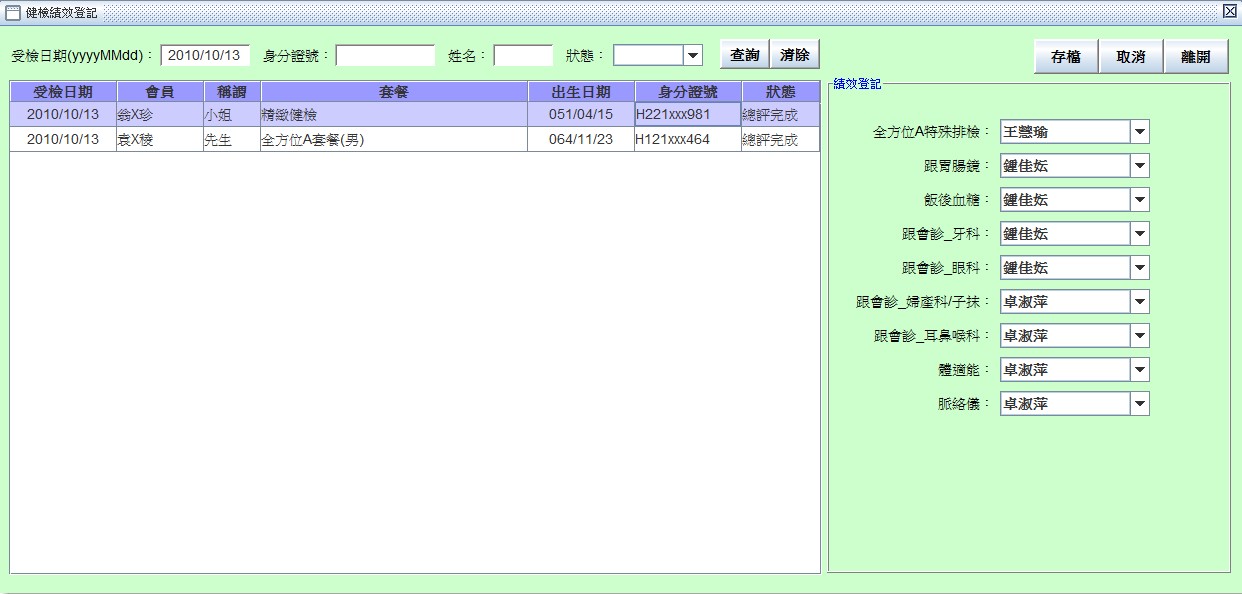 健檢績效登記
受檢日期(yyyyMMdd)： 2010/10/13 身分證號： 姓名： 狀態： 查詢 清除 存檔 取消 離開
受檢日期 會員 稱謂 套餐 出生日期 身分證號 狀態
2010/10/13 翁X珍 小姐 精緻健檢 051/04/15 H221xxx981 總評完成
2010/10/13 袁X稜 先生 全方位A套餐(男) 064/11/23 H121xxx464 總評完成
績效登記
全方位A特殊排檢： 王慧瑜
跟胃腸鏡： 鍾佳妘
飯後血糖： 鍾佳妘
跟會診_牙科： 鍾佳妘
跟會診_眼科： 鍾佳妘
跟會診_婦產科/子抹： 卓淑萍
跟會診_耳鼻喉科： 卓淑萍
體適能： 卓淑萍
脈絡儀： 卓淑萍